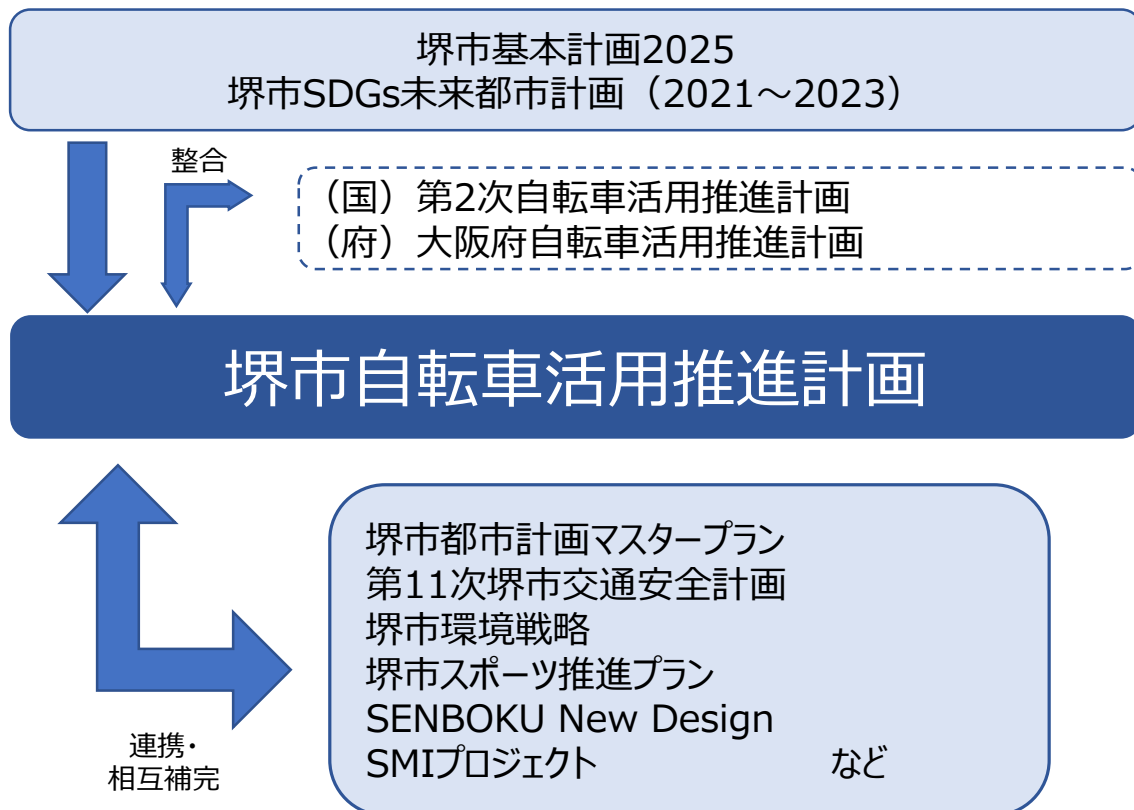 堺市基本計画2025
堺市SDGs未来都市計画（2021～2023）
整合
（国）第2次自転車活用推進計画
（府）大阪府自転車活用推進計画
堺市自転車活用推進計画
堺市都市計画マスタープラン
第11次堺市交通安全計画
堺市環境戦略
堺市スポーツ推進プラン
SENBOKU New Design
SMIプロジェクト　　　　　など
連携・
相互補完